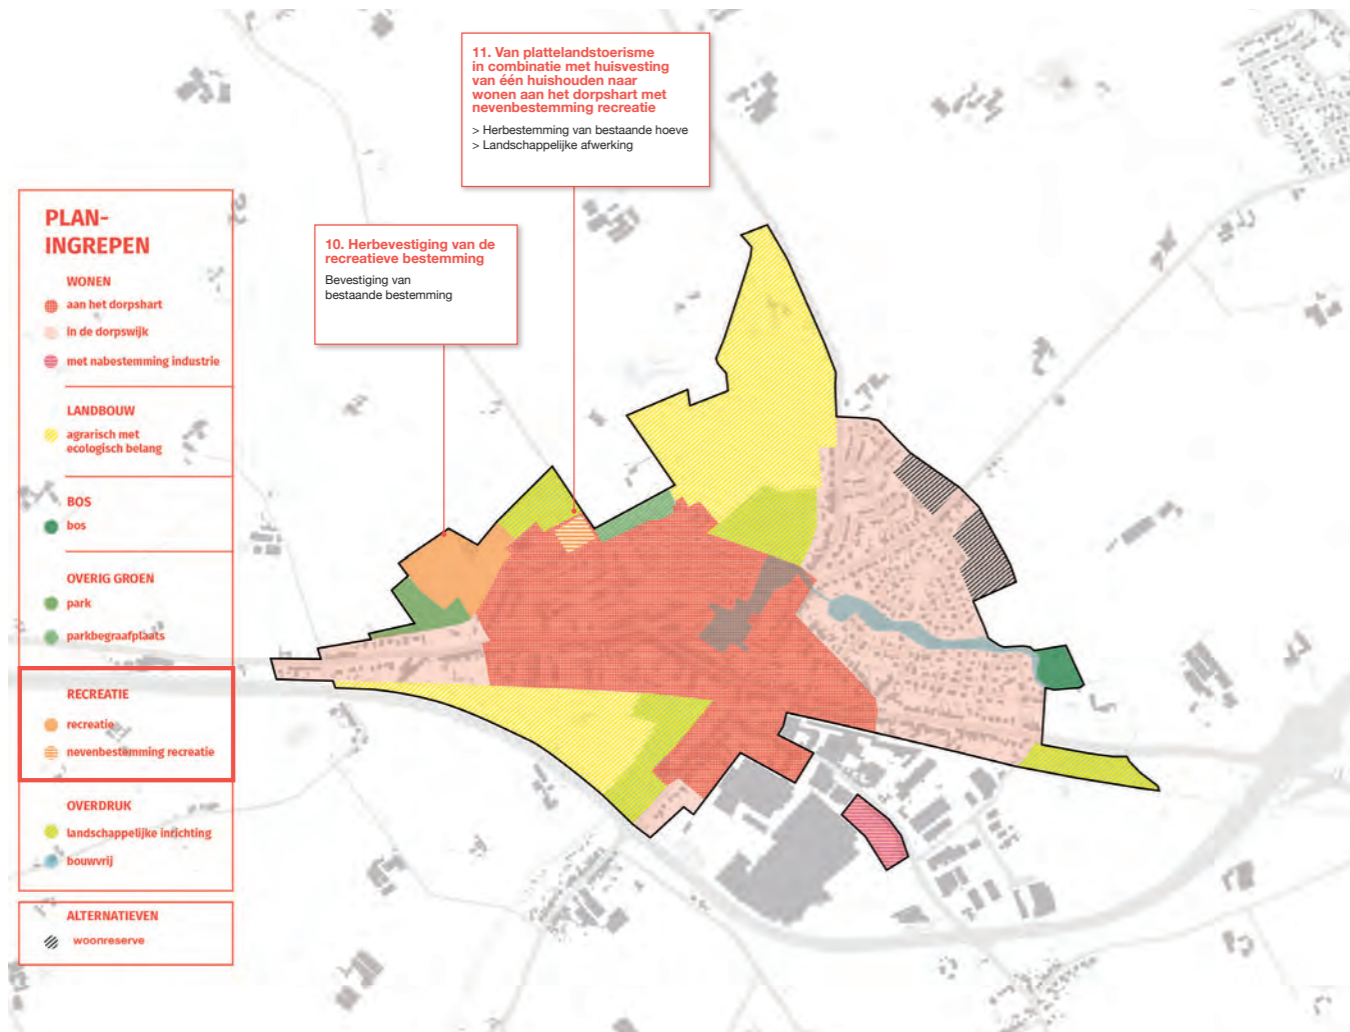 11. Van plattelandstoerisme
in combinatie met huisvesting
van één huishouden naar
wonen aan het dorpshart met
nevenbestemming recreatie
> Herbestemming van bestaande hoeve
> Landschappelijke afwerking
10. Herbevestiging van de
recreatieve bestemming
Bevestiging van
bestaande bestemming
PLAN-
INGREPEN
WONEN
aan het dorpshart
in de dorpswijk
met nabestemming industrie
LANDBOUW
agrarisch met
ecologisch belang
BOS
bos
OVERIG GROEN
park
parkbegraafplaats
RECREATIE
recreatie
nevenbestemming recreatie
OVERDRUK
landschappelijke inrichting
bouwvrij
ALTERNATIEVEN
woonreserve